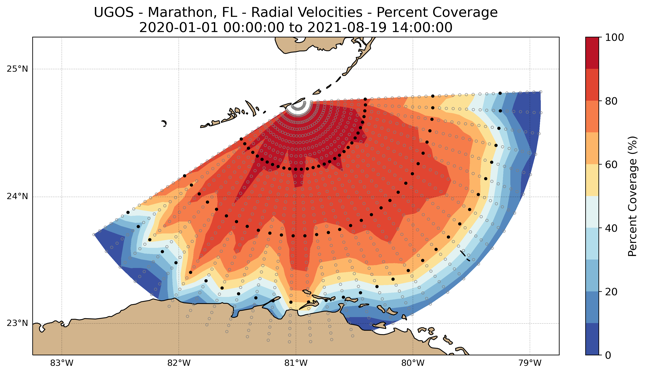 UGOS - Marathon, FL - Radial Velocities - Percent Coverage
2020-01-01 00:00:00 to 2021-08-19 14:00:00
100
25°N
80
60
24°N
Percent Coverage (%)
40
20
23°N
0
83°W 82°W 81°W 80°W 79°W